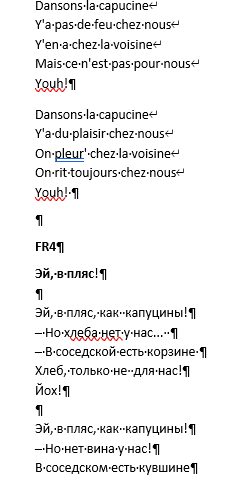 Dansons la capucine
Y'a pas de feu chez nous
Y'en a chez la voisine
Mais ce n'est pas pour nous
Youh!
Dansons la capucine
Y'a du plaisir chez nous
On pleur' chez la voisine
On rit toujours chez nous
Youh!
FR4
Эй, в пляс!
Эй, в пляс, как  капуцины!
– Но хлеба нет у нас...
– В соседской есть корзине
Хлеб, только не  для нас!
Йох!
Эй, в пляс, как  капуцины!
– Но нет вина у нас!
В соседском есть кувшине